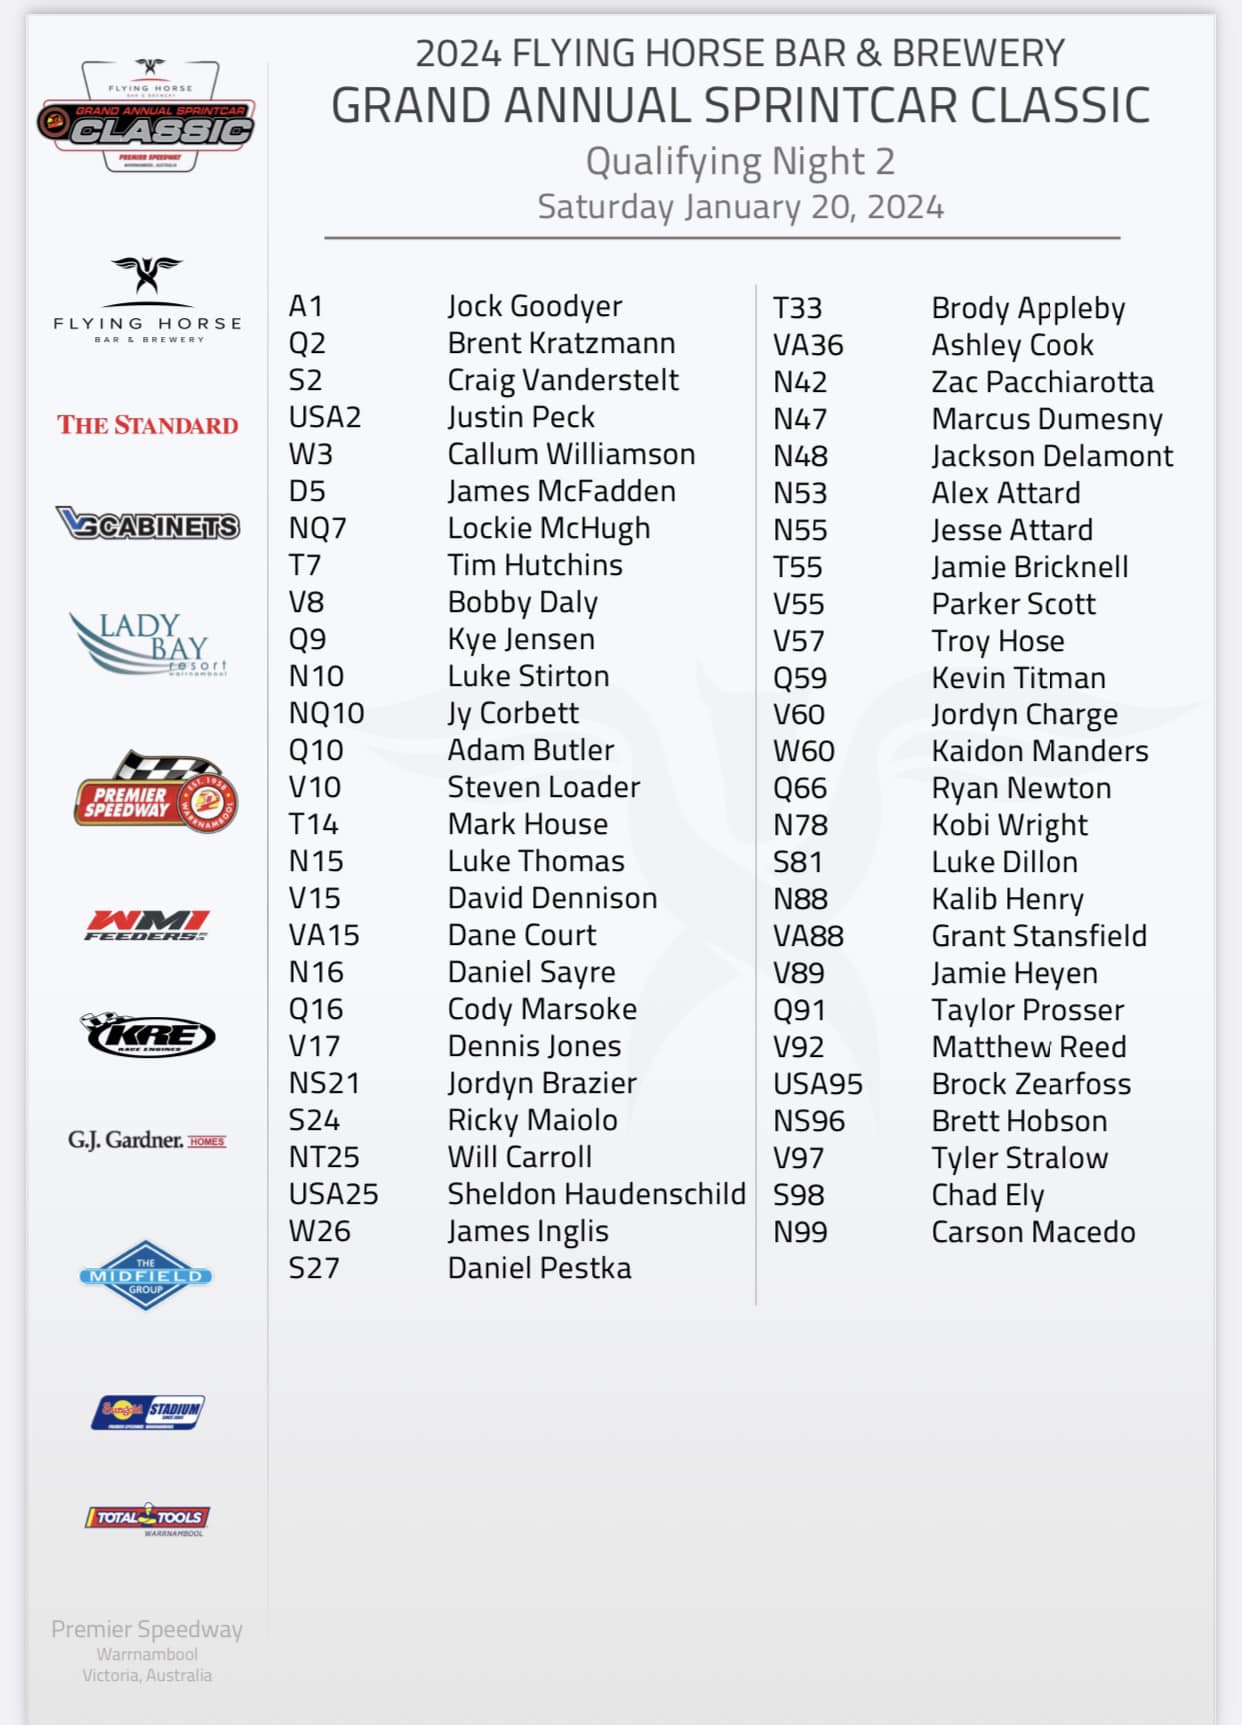 2024 FLYING HORSE BAR & BREWERY
GRAND ANNUAL SPRINTCAR CLASSIC
Qualifying Night 2
Saturday January 20, 2024
FLYING HORSE
BAR & BREWERY
GRAND ANNUAL SPRINTCAR
CLASSIC
PREMIER SPEEDWAY
WARRNAMBOOL, AUSTRALIA
FLYING HORSE
BAR & BREWERY
THE STANDARD
VGCABINETS
LADY
BAY
resort
warrnambool
EST. 1958
PREMIER
SPEEDWAY
WARRNAMBOOL
WMI
FEEDERS
KRE
RACE ENGINES
G.J. Gardner. HOMES
THE
MIDFIELD
GROUP
Sungold STADIUM
PREMIER SPEEDWAY WARRNAMBOOL
TOTAL TOOLS
WARRNAMBOOL
Premier Speedway
Warrnambool
Victoria, Australia
A1 Jock Goodyer
Q2 Brent Kratzmann
S2 Craig Vanderstelt
USA2 Justin Peck
W3 Callum Williamson
D5 James McFadden
NQ7 Lockie McHugh
T7 Tim Hutchins
V8 Bobby Daly
Q9 Kye Jensen
N10 Luke Stirton
NQ10 Jy Corbett
Q10 Adam Butler
V10 Steven Loader
T14 Mark House
N15 Luke Thomas
V15 David Dennison
VA15 Dane Court
N16 Daniel Sayre
Q16 Cody Marsoke
V17 Dennis Jones
NS21 Jordyn Brazier
S24 Ricky Maiolo
NT25 Will Carroll
USA25 Sheldon Haudenschild
W26 James Inglis
S27 Daniel Pestka
T33 Brody Appleby
VA36 Ashley Cook
N42 Zac Pacchiarotta
N47 Marcus Dumesny
N48 Jackson Delamont
N53 Alex Attard
N55 Jesse Attard
T55 Jamie Bricknell
V55 Parker Scott
V57 Troy Hose
Q59 Kevin Titman
V60 Jordyn Charge
W60 Kaidon Manders
Q66 Ryan Newton
N78 Kobi Wright
S81 Luke Dillon
N88 Kalib Henry
VA88 Grant Stansfield
V89 Jamie Heyen
Q91 Taylor Prosser
V92 Matthew Reed
USA95 Brock Zearfoss
NS96 Brett Hobson
V97 Tyler Stralow
S98 Chad Ely
N99 Carson Macedo